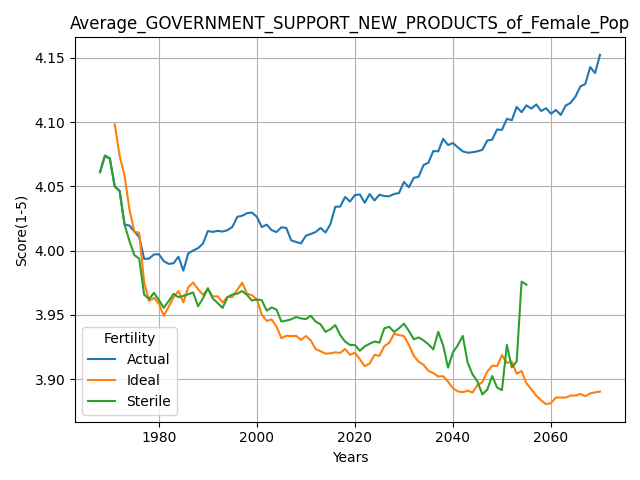 Average_GOVERNMENT_SUPPORT_NEW_PRODUCTS_of_Female_Pop
4.15
4.10
4.05
4.00
3.95
3.90
Score(1-5)
Fertility
Actual
Ideal
Sterile
1980
2000
2020
2040
2060
Years